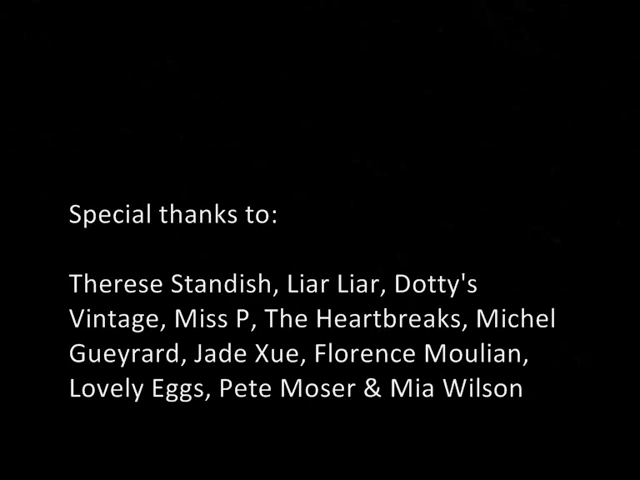 Special thanks to:
Therese Standish, Liar Liar, Dotty's
Vintage, Miss P, The Heartbreaks, Michel
Gueyrard, Jade Xue, Florence Moulian,
Lovely Eggs, Pete Moser & Mia Wilson